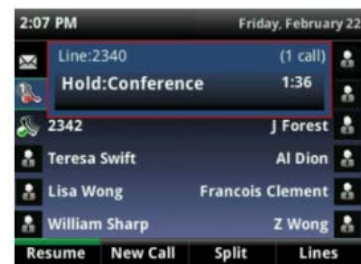 2:07 PM Friday, February 22
Line:2340 (1 call)
Hold:Conference 1:36
2342 J Forest
Teresa Swift Al Dion
Lisa Wong Francois Clement
William Sharp Z Wong
Resume New Call Split Lines